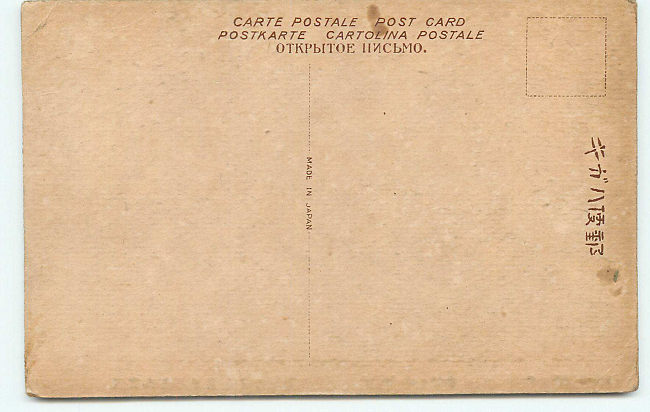 CARTE POSTALE POST CARD
POSTKARTE CARTOLINA POSTALE
ОТКРЫТОЕ ПИСЬМО.
MADE IN JAPAN
郵便ハガキ